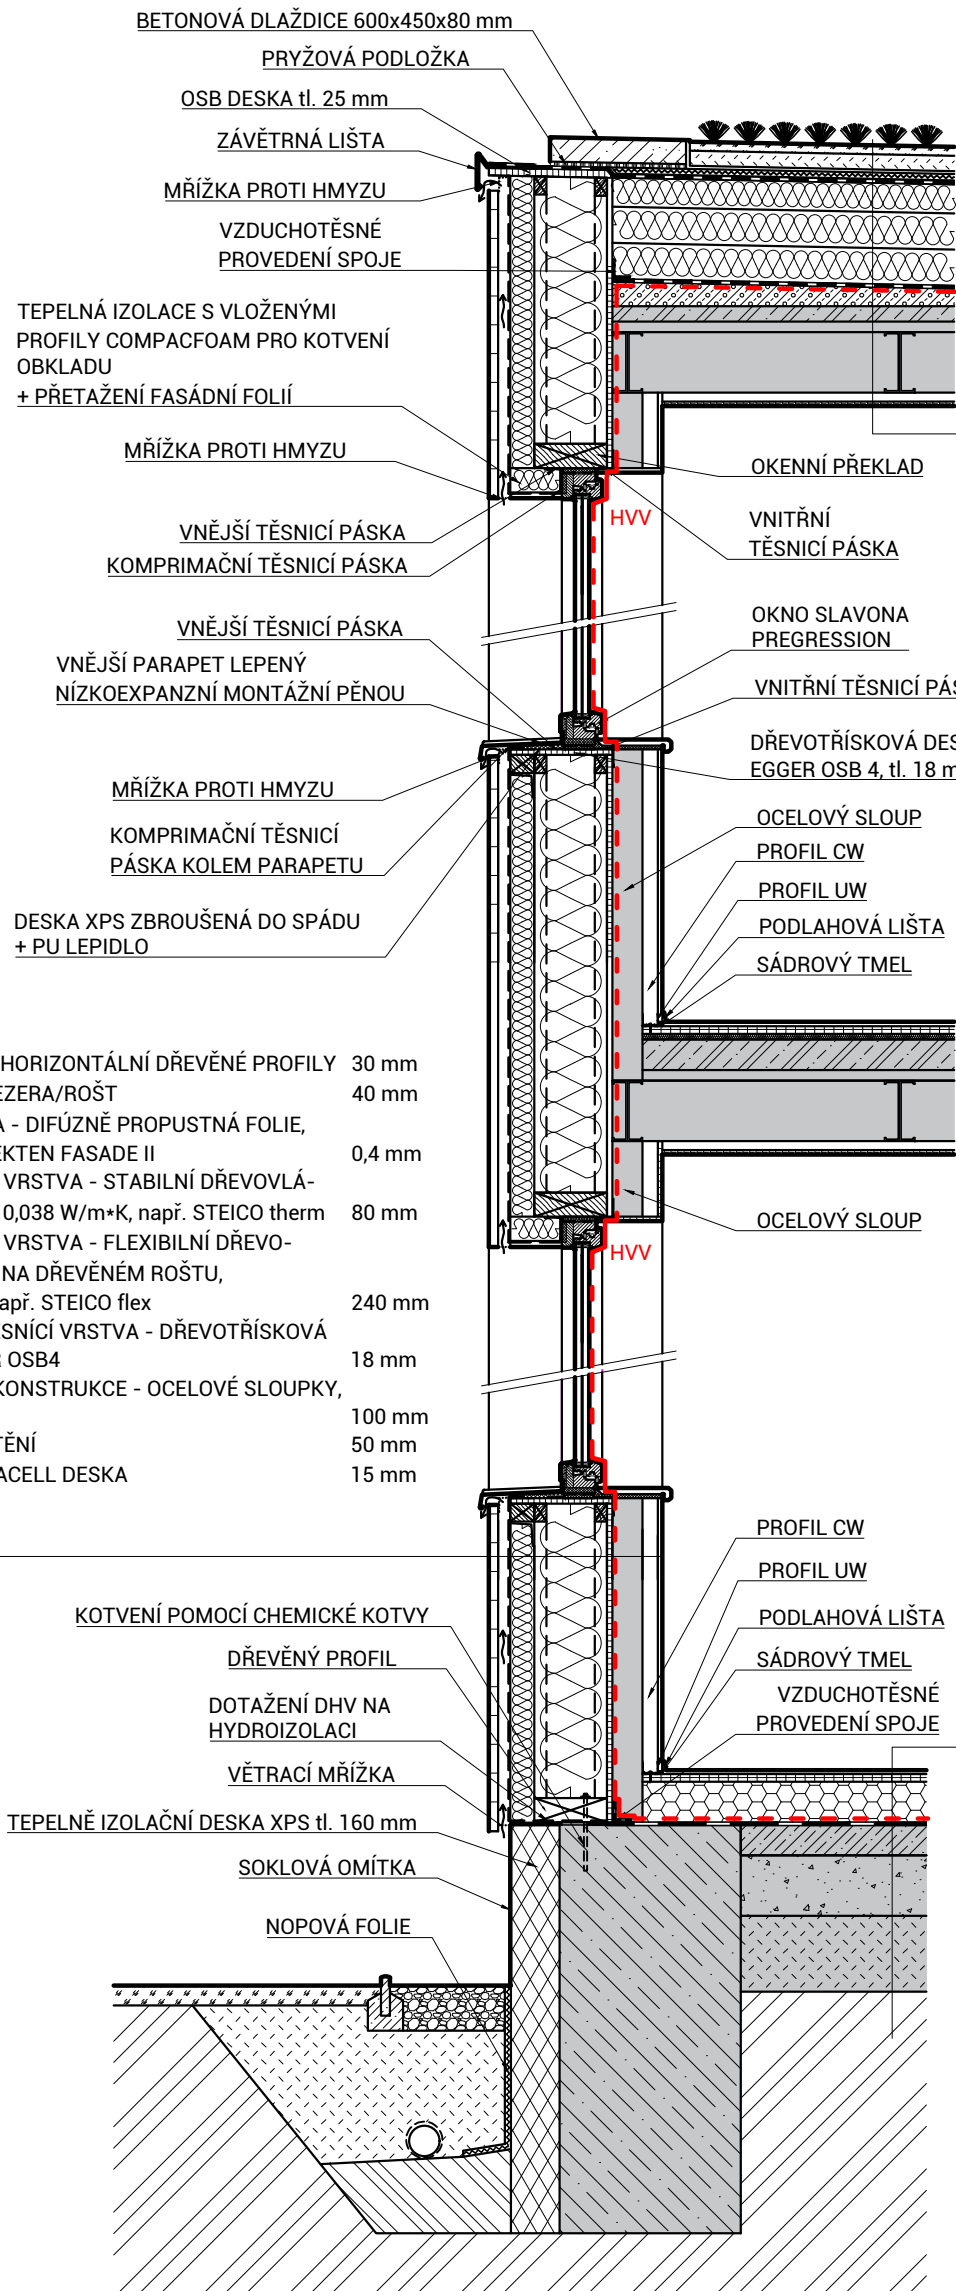 BETONOVÁ DLAŽDICE 600x450x80 mm
PRYŽOVÁ PODLOŽKA
OSB DESKA tl. 25 mm
ZÁVĚTRNÁ LIŠTA
MŘÍŽKA PROTI HMYZU
VZDUCHOTĚSNÉ
PROVEDENÍ SPOJE
TEPELNÁ IZOLACE S VLOŽENÝMI
PROFILY COMPACFOAM PRO KOTVENÍ
OBKLADU
+ PŘETAŽENÍ FASÁDNÍ FOLIÍ
MŘÍŽKA PROTI HMYZU
OKENNÍ PŘEKLAD
HVV
VNĚJŠÍ TĚSNICÍ PÁSKA
KOMPRIMAČNÍ TĚSNICÍ PÁSKA
VNITŘNÍ
TĚSNICÍ PÁSKA
VNĚJŠÍ TĚSNICÍ PÁSKA
OKNO SLAVONA
PREGRESSION
VNĚJŠÍ PARAPET LEPENÝ
NÍZKOEXPANZNÍ MONTÁŽNÍ PĚNOU
VNITŘNÍ TĚSNICÍ PÁS
DŘEVOTŘÍSKOVÁ DES
EGGER OSB 4, tl. 18 m
MŘÍŽKA PROTI HMYZU
KOMPRIMAČNÍ TĚSNICÍ
PÁSKA KOLEM PARAPETU
OCELOVÝ SLOUP
PROFIL CW
PROFIL UW
PODLAHOVÁ LIŠTA
SÁDROVÝ TMEL
DESKA XPS ZBROUŠENÁ DO SPÁDU
+ PU LEPIDLO
HORIZONTÁLNÍ DŘEVĚNÉ PROFILY 30 mm
EZERA/ROŠT 40 mm
A - DIFÚZNĚ PROPUSTNÁ FOLIE,
EKTEN FASADE II 0,4 mm
VRSTVA - STABILNÍ DŘEVOVLÁ-
0,038 W/m*K, např. STEICO therm 80 mm
VRSTVA - FLEXIBILNÍ DŘEVO-
NA DŘEVĚNÉM ROŠTU,
apř. STEICO flex 240 mm
ĚSNÍCÍ VRSTVA - DŘEVOTŘÍSKOVÁ
R OSB4 18 mm
KONSTRUKCE - OCELOVÉ SLOUPKY,
100 mm
TĚNÍ 50 mm
ACELL DESKA 15 mm
OCELOVÝ SLOUP
HVV
PROFIL CW
PROFIL UW
PODLAHOVÁ LIŠTA
SÁDROVÝ TMEL
VZDUCHOTĚSNÉ
PROVEDENÍ SPOJE
KOTVENÍ POMOCÍ CHEMICKÉ KOTVY
DŘEVĚNÝ PROFIL
DOTAŽENÍ DHV NA
HYDROIZOLACI
VĚTRACÍ MŘÍŽKA
TEPELNĚ IZOLAČNÍ DESKA XPS tl. 160 mm
SOKLOVÁ OMÍTKA
NOPOVÁ FOLIE